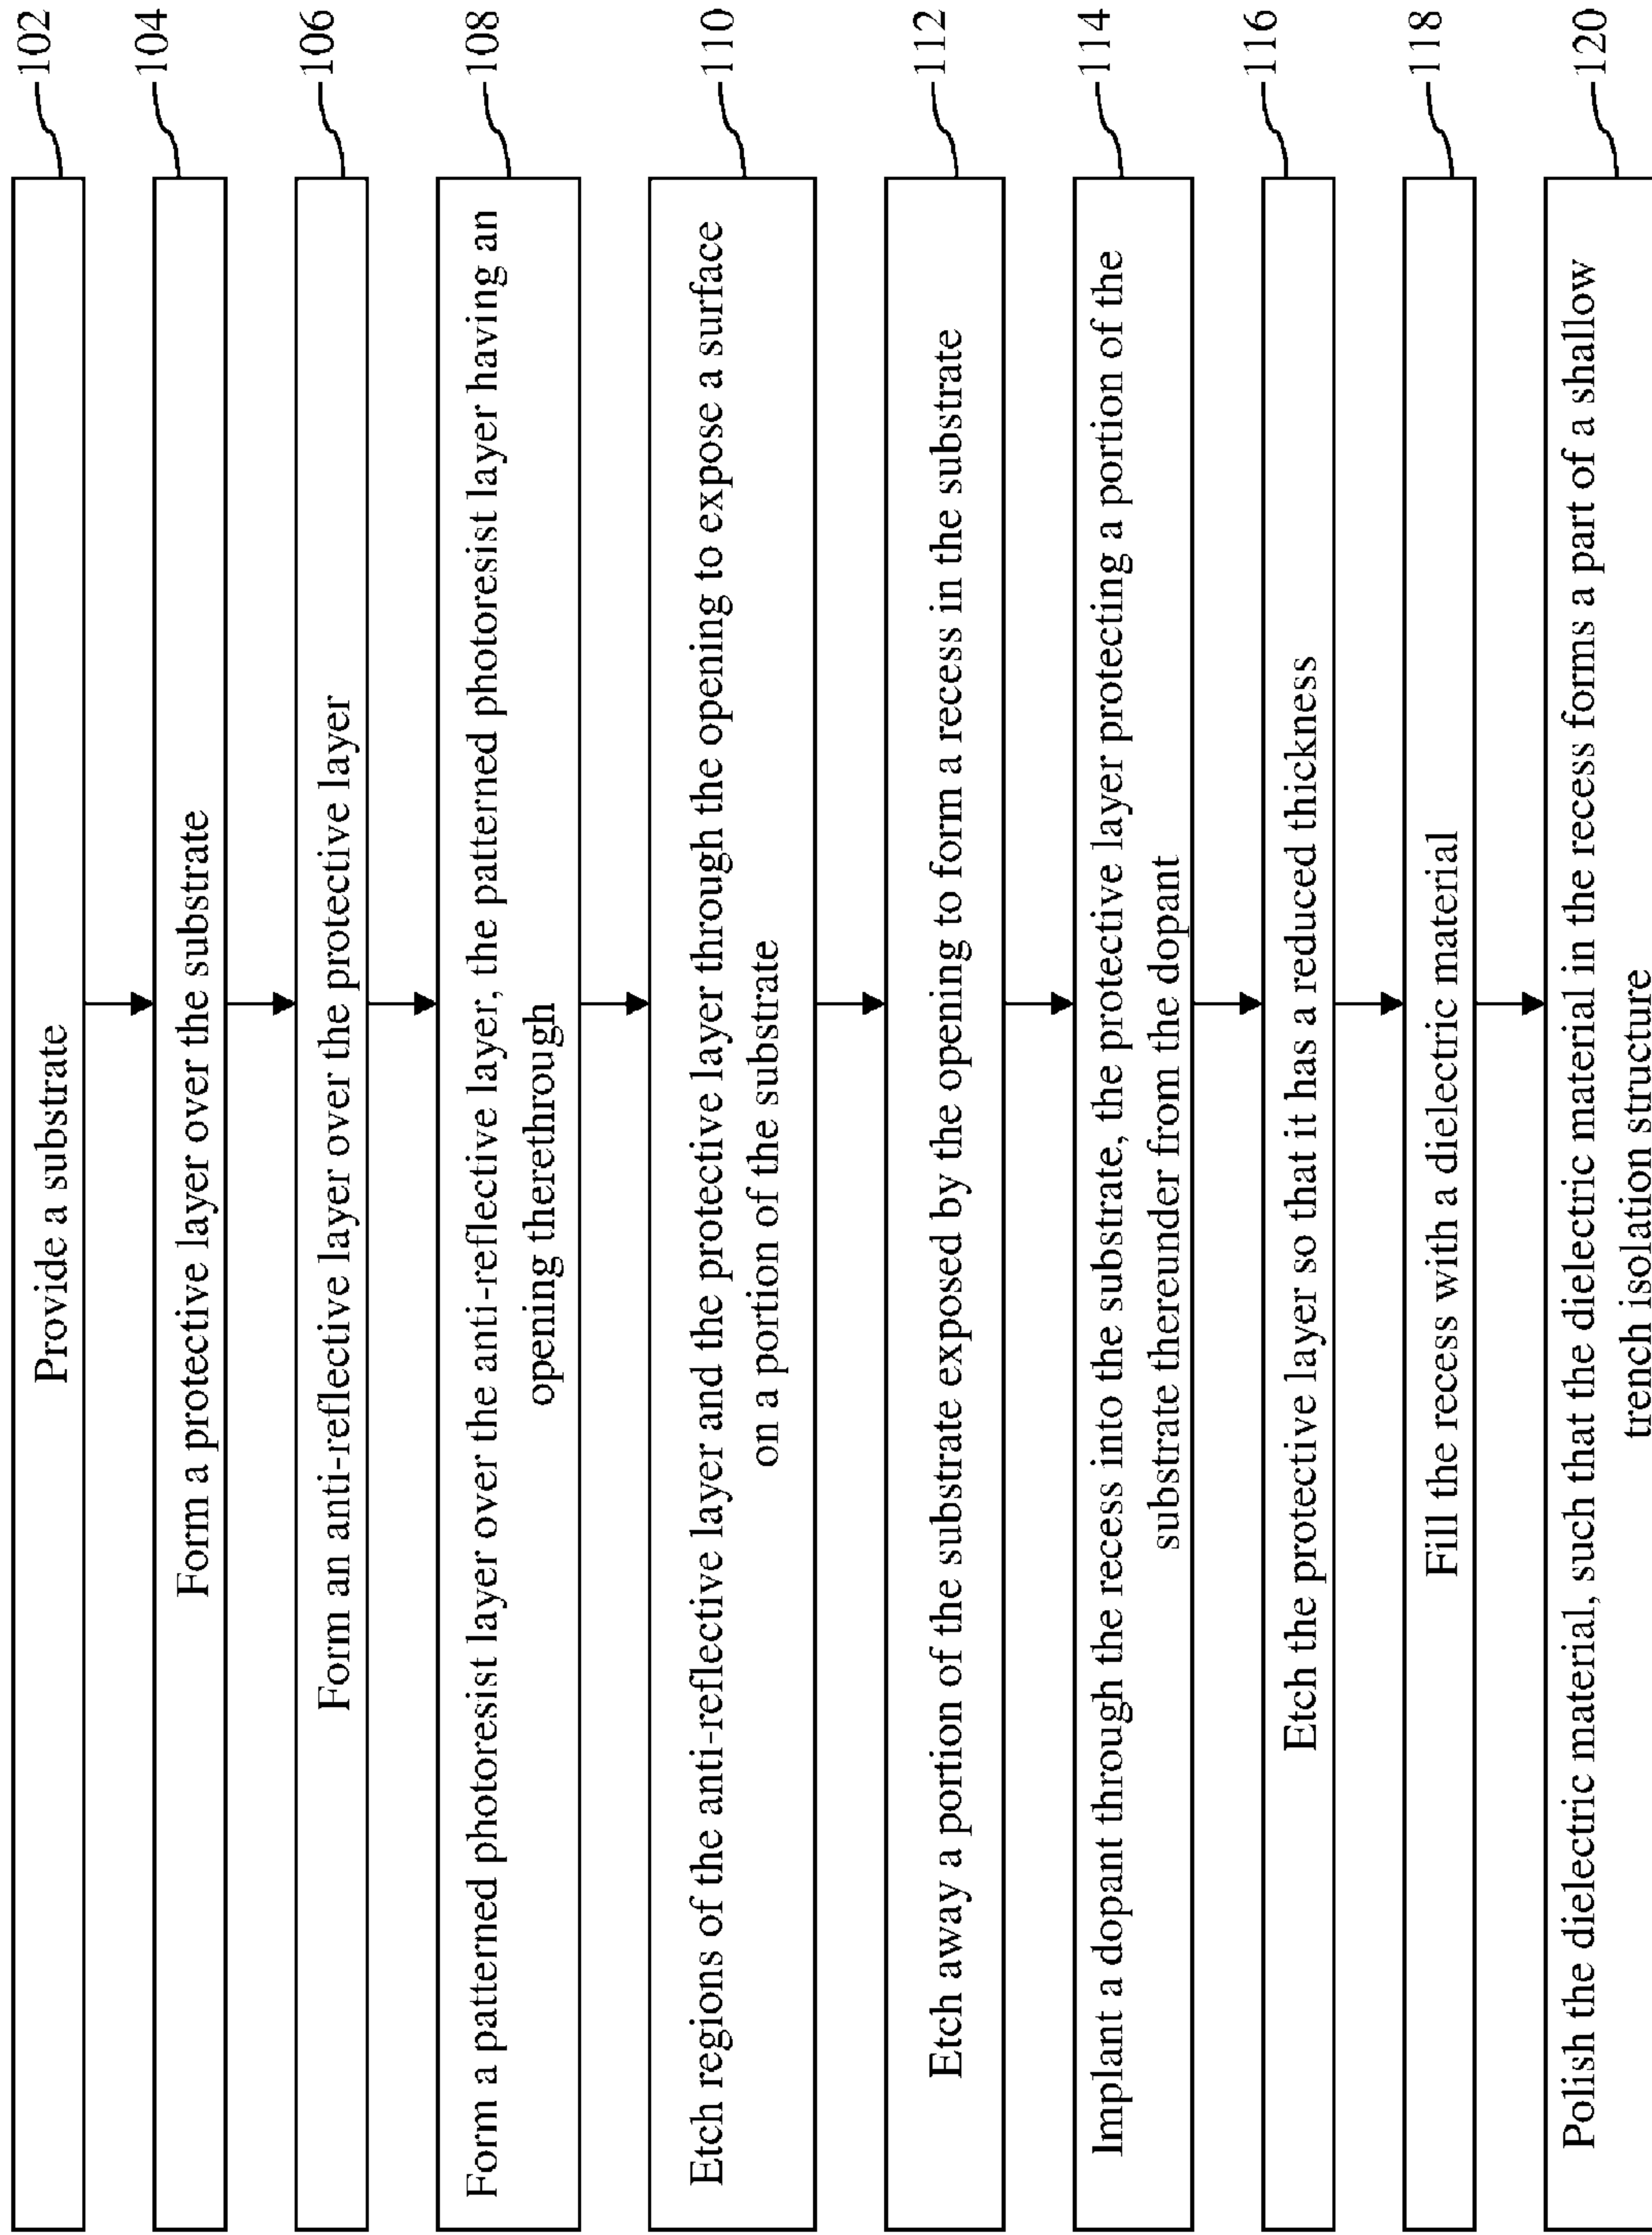 102
Provide a substrate
104
Form a protective layer over the substrate
106
Form an anti-reflective layer over the protective layer
108
Form a patterned photoresist layer over the anti-reflective layer, the patterned photoresist layer having an
opening therethrough
110
Etch regions of the anti-reflective layer and the protective layer through the opening to expose a surface
on a portion of the substrate
112
Etch away a portion of the substrate exposed by the opening to form a recess in the substrate
114
Implant a dopant through the recess into the substrate, the protective layer protecting a portion of the
substrate thereunder from the dopant
116
Etch the protective layer so that it has a reduced thickness
118
Fill the recess with a dielectric material
120
Polish the dielectric material, such that the dielectric material in the recess forms a part of a shallow
trench isolation structure